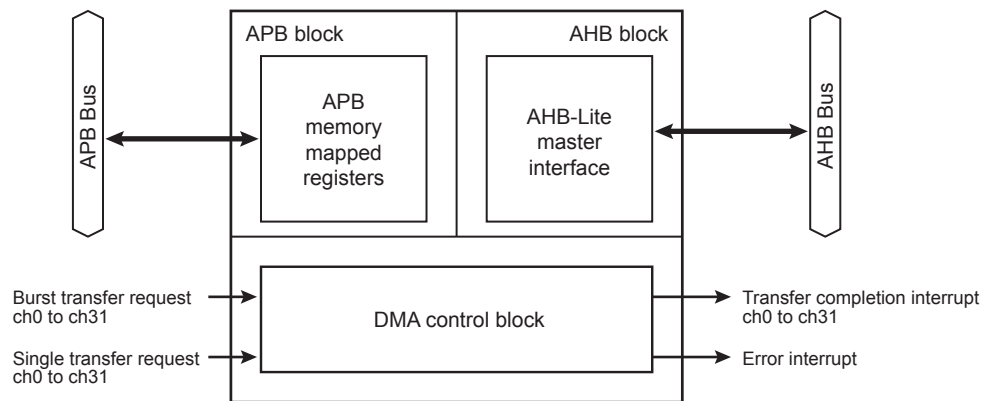 APB block
AHB block
APB Bus
APB
memory
mapped
registers
AHB-Lite
master
interface
AHB Bus
Burst transfer request
ch0 to ch31
Single transfer request
ch0 to ch31
DMA control block
Transfer completion interrupt
ch0 to ch31
Error interrupt